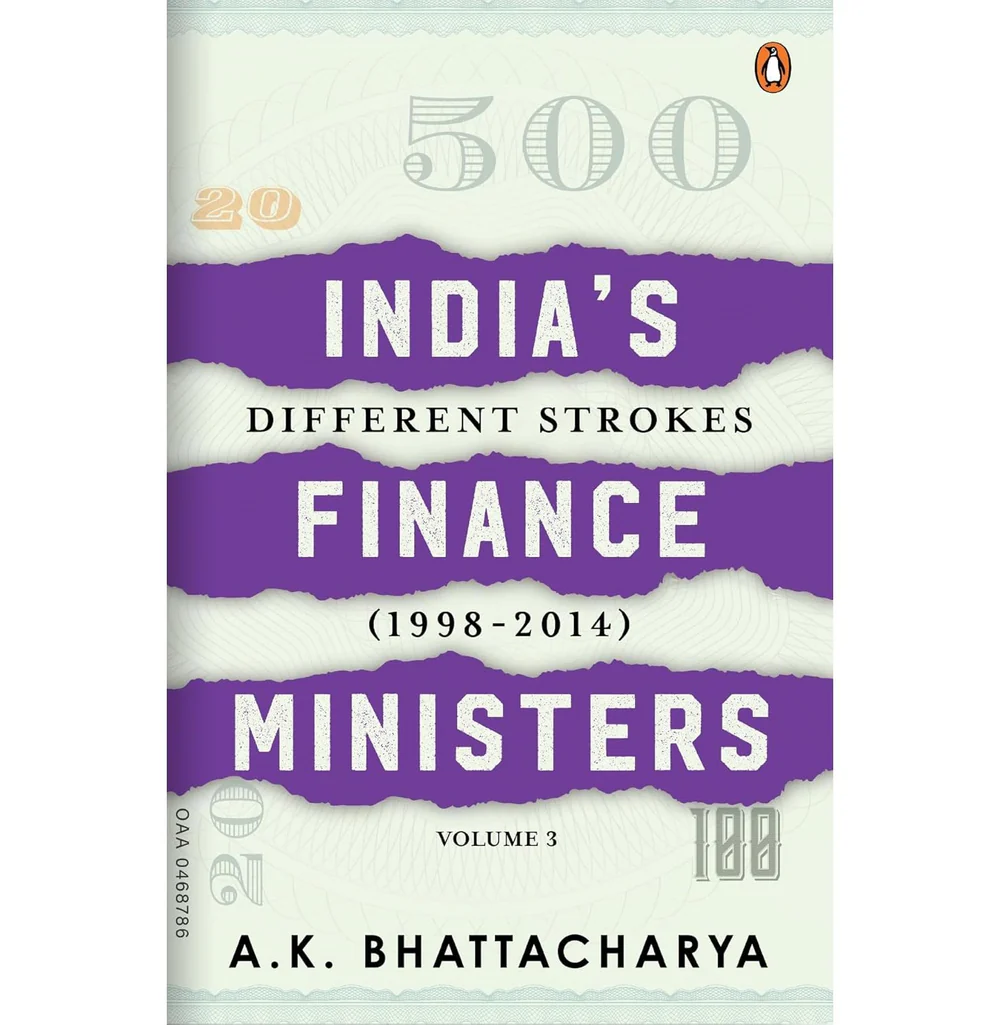 500
20
INDIA'S
DIFFERENT STROKES
FINANCE
(1998-2014)
MINISTERS
20
OAA 0468786
VOLUME 3
100
A.K. BHATTACHARYA